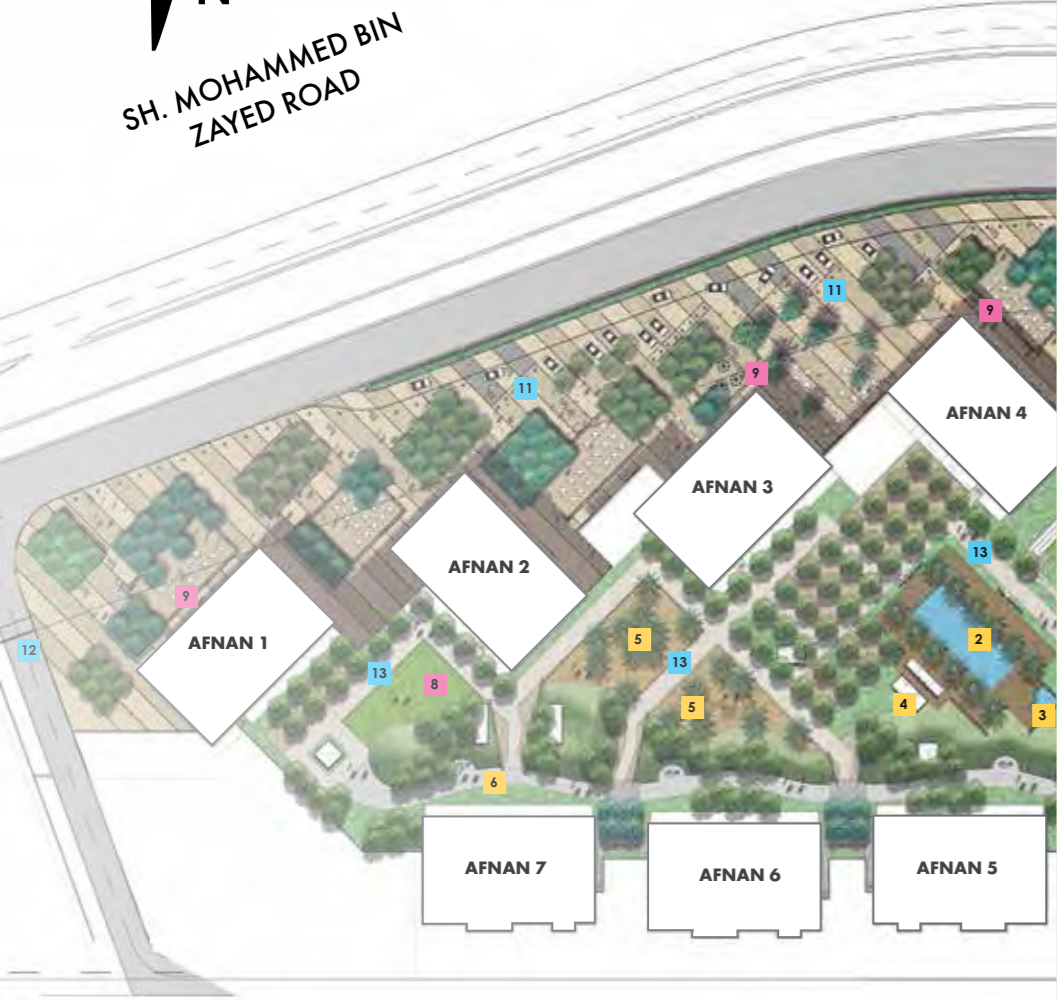 N
SH. MOHAMMED BIN
ZAYED ROAD
11
9
AFNAN 4
9
11
AFNAN 3
13
AFNAN 2
9
5
2
AFNAN 1
12
13
13
8
5
4
3
6
AFNAN 7
AFNAN 6
AFNAN 5